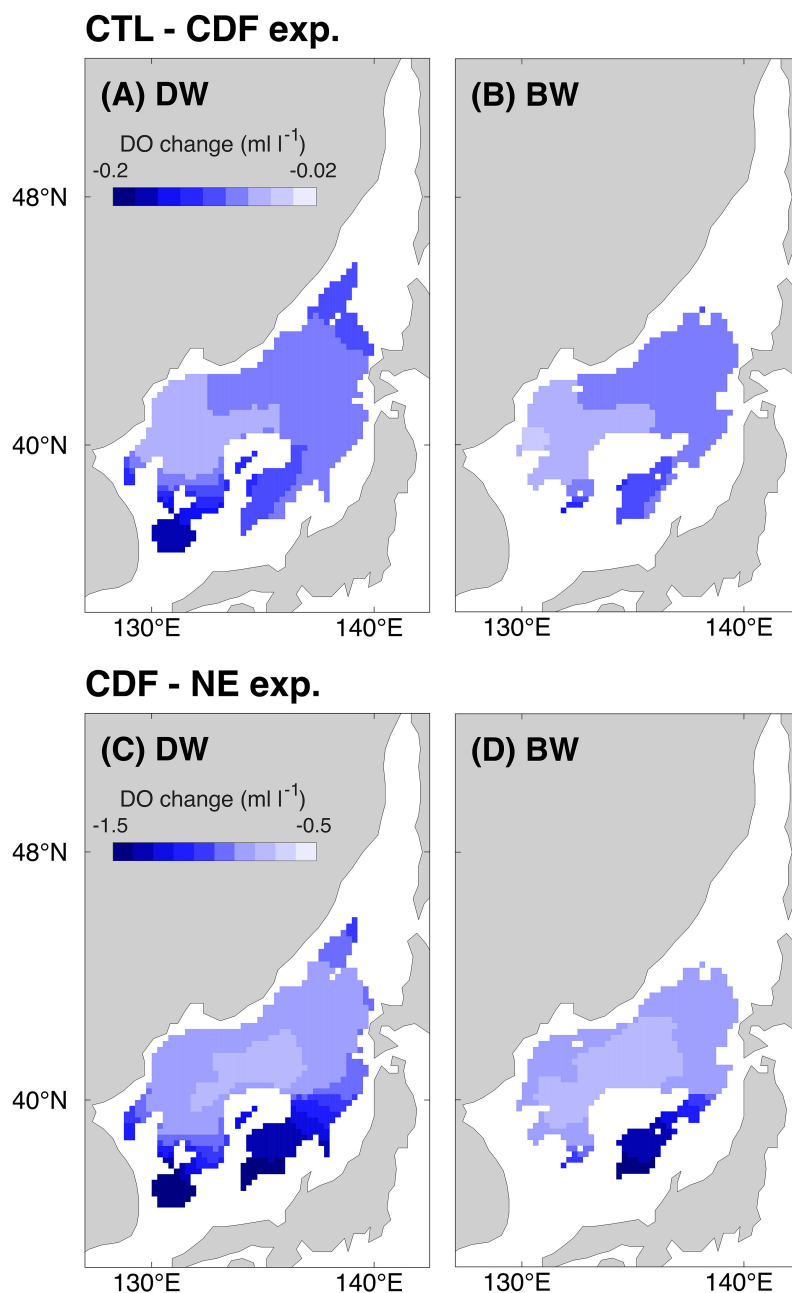 CTL - CDF exp.
(A) DW
(B) BW
DO change (ml l⁻¹)
-0.2
-0.02
48°N
40°N
130°E
140°E
130°E
140°E
CDF - NE exp.
(C) DW
(D) BW
DO change (ml l⁻¹)
-1.5
-0.5
48°N
40°N
130°E
140°E
130°E
140°E